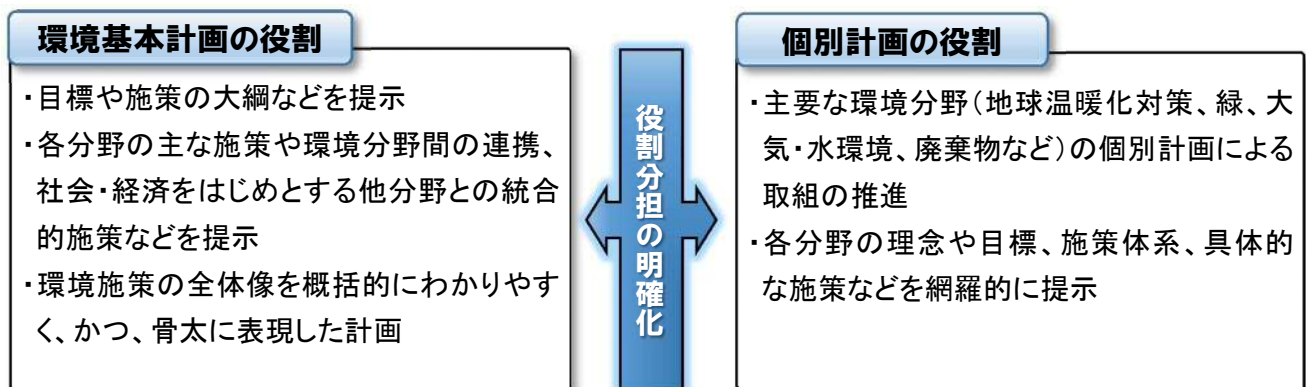 環境基本計画の役割
・目標や施策の大綱などを提示
・各分野の主な施策や環境分野間の連携、
社会・経済をはじめとする他分野との統合
的施策などを提示
・環境施策の全体像を概括的にわかりやす
く、かつ、骨太に表現した計画
役割分担の明確化
個別計画の役割
・主要な環境分野(地球温暖化対策、緑、大
気・水環境、廃棄物など)の個別計画による
取組の推進
・各分野の理念や目標、施策体系、具体的
な施策などを網羅的に提示